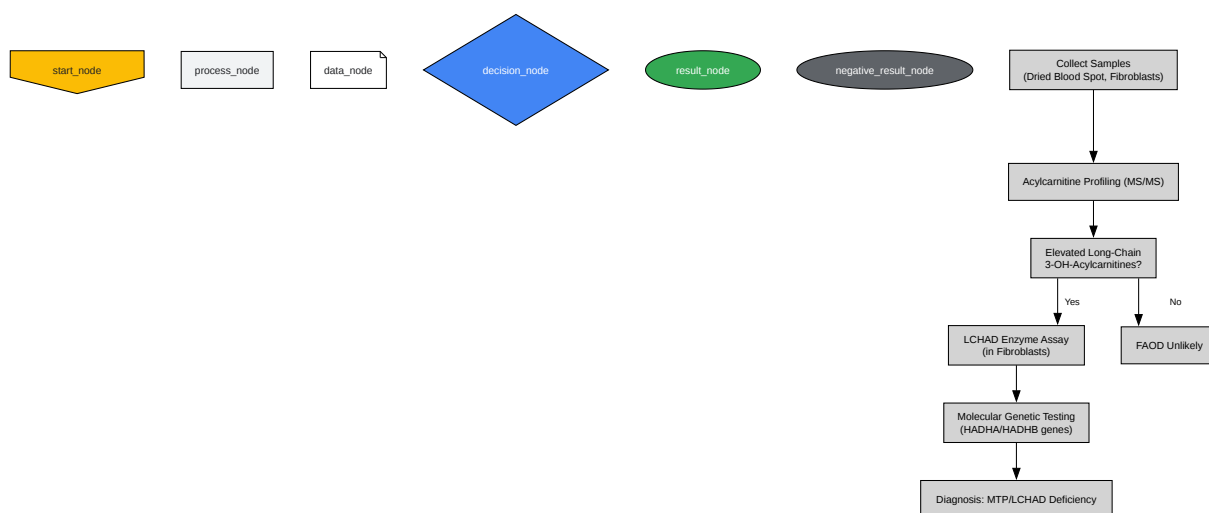 start_node
process_node
data_node
decision_node
result_node
negative_result_node
Collect Samples
(Dried Blood Spot, Fibroblasts)
Acylcarnitine Profiling (MS/MS)
Elevated Long-Chain
3-OH-Acylcarnitines?
Yes
No
LCHAD Enzyme Assay
(in Fibroblasts)
FAOD Unlikely
Molecular Genetic Testing
(HADHA/HADHB genes)
Diagnosis: MTP/LCHAD Deficiency